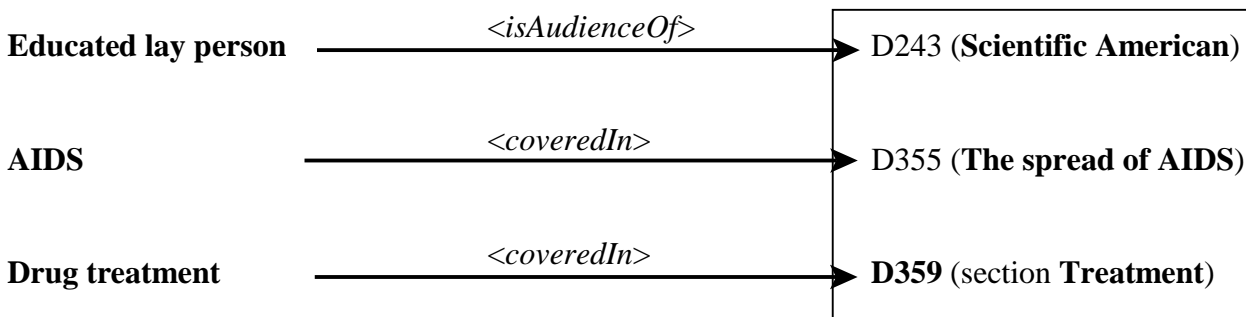 Educated lay person <isAudienceOf> D243 (Scientific American)
AIDS <coveredIn> D355 (The spread of AIDS)
Drug treatment <coveredIn> D359 (section Treatment)